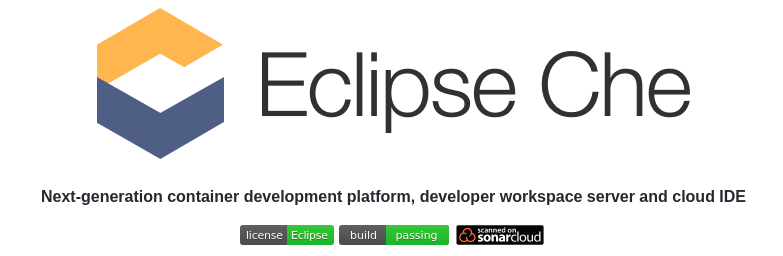 Eclipse Che
Next-generation container development platform, developer workspace server and cloud IDE
license Eclipse build passing scanned on
sonarcloud